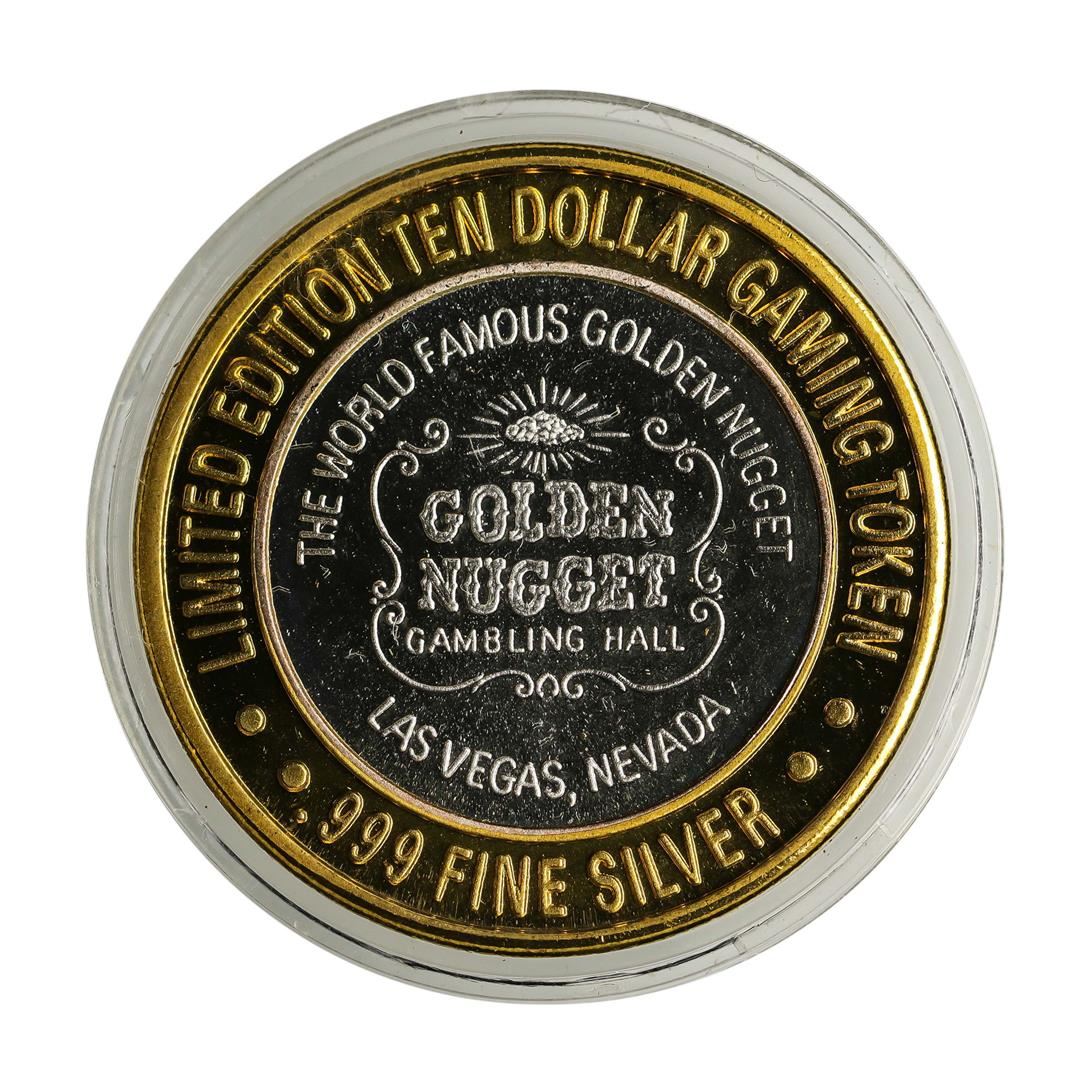 LIMITED EDITION TEN DOLLAR GAMING TOKEN
THE WORLD FAMOUS GOLDEN NUGGET
GOLDEN
NUGGET
GAMBLING HALL
LAS VEGAS, NEVADA
.999 FINE SILVER